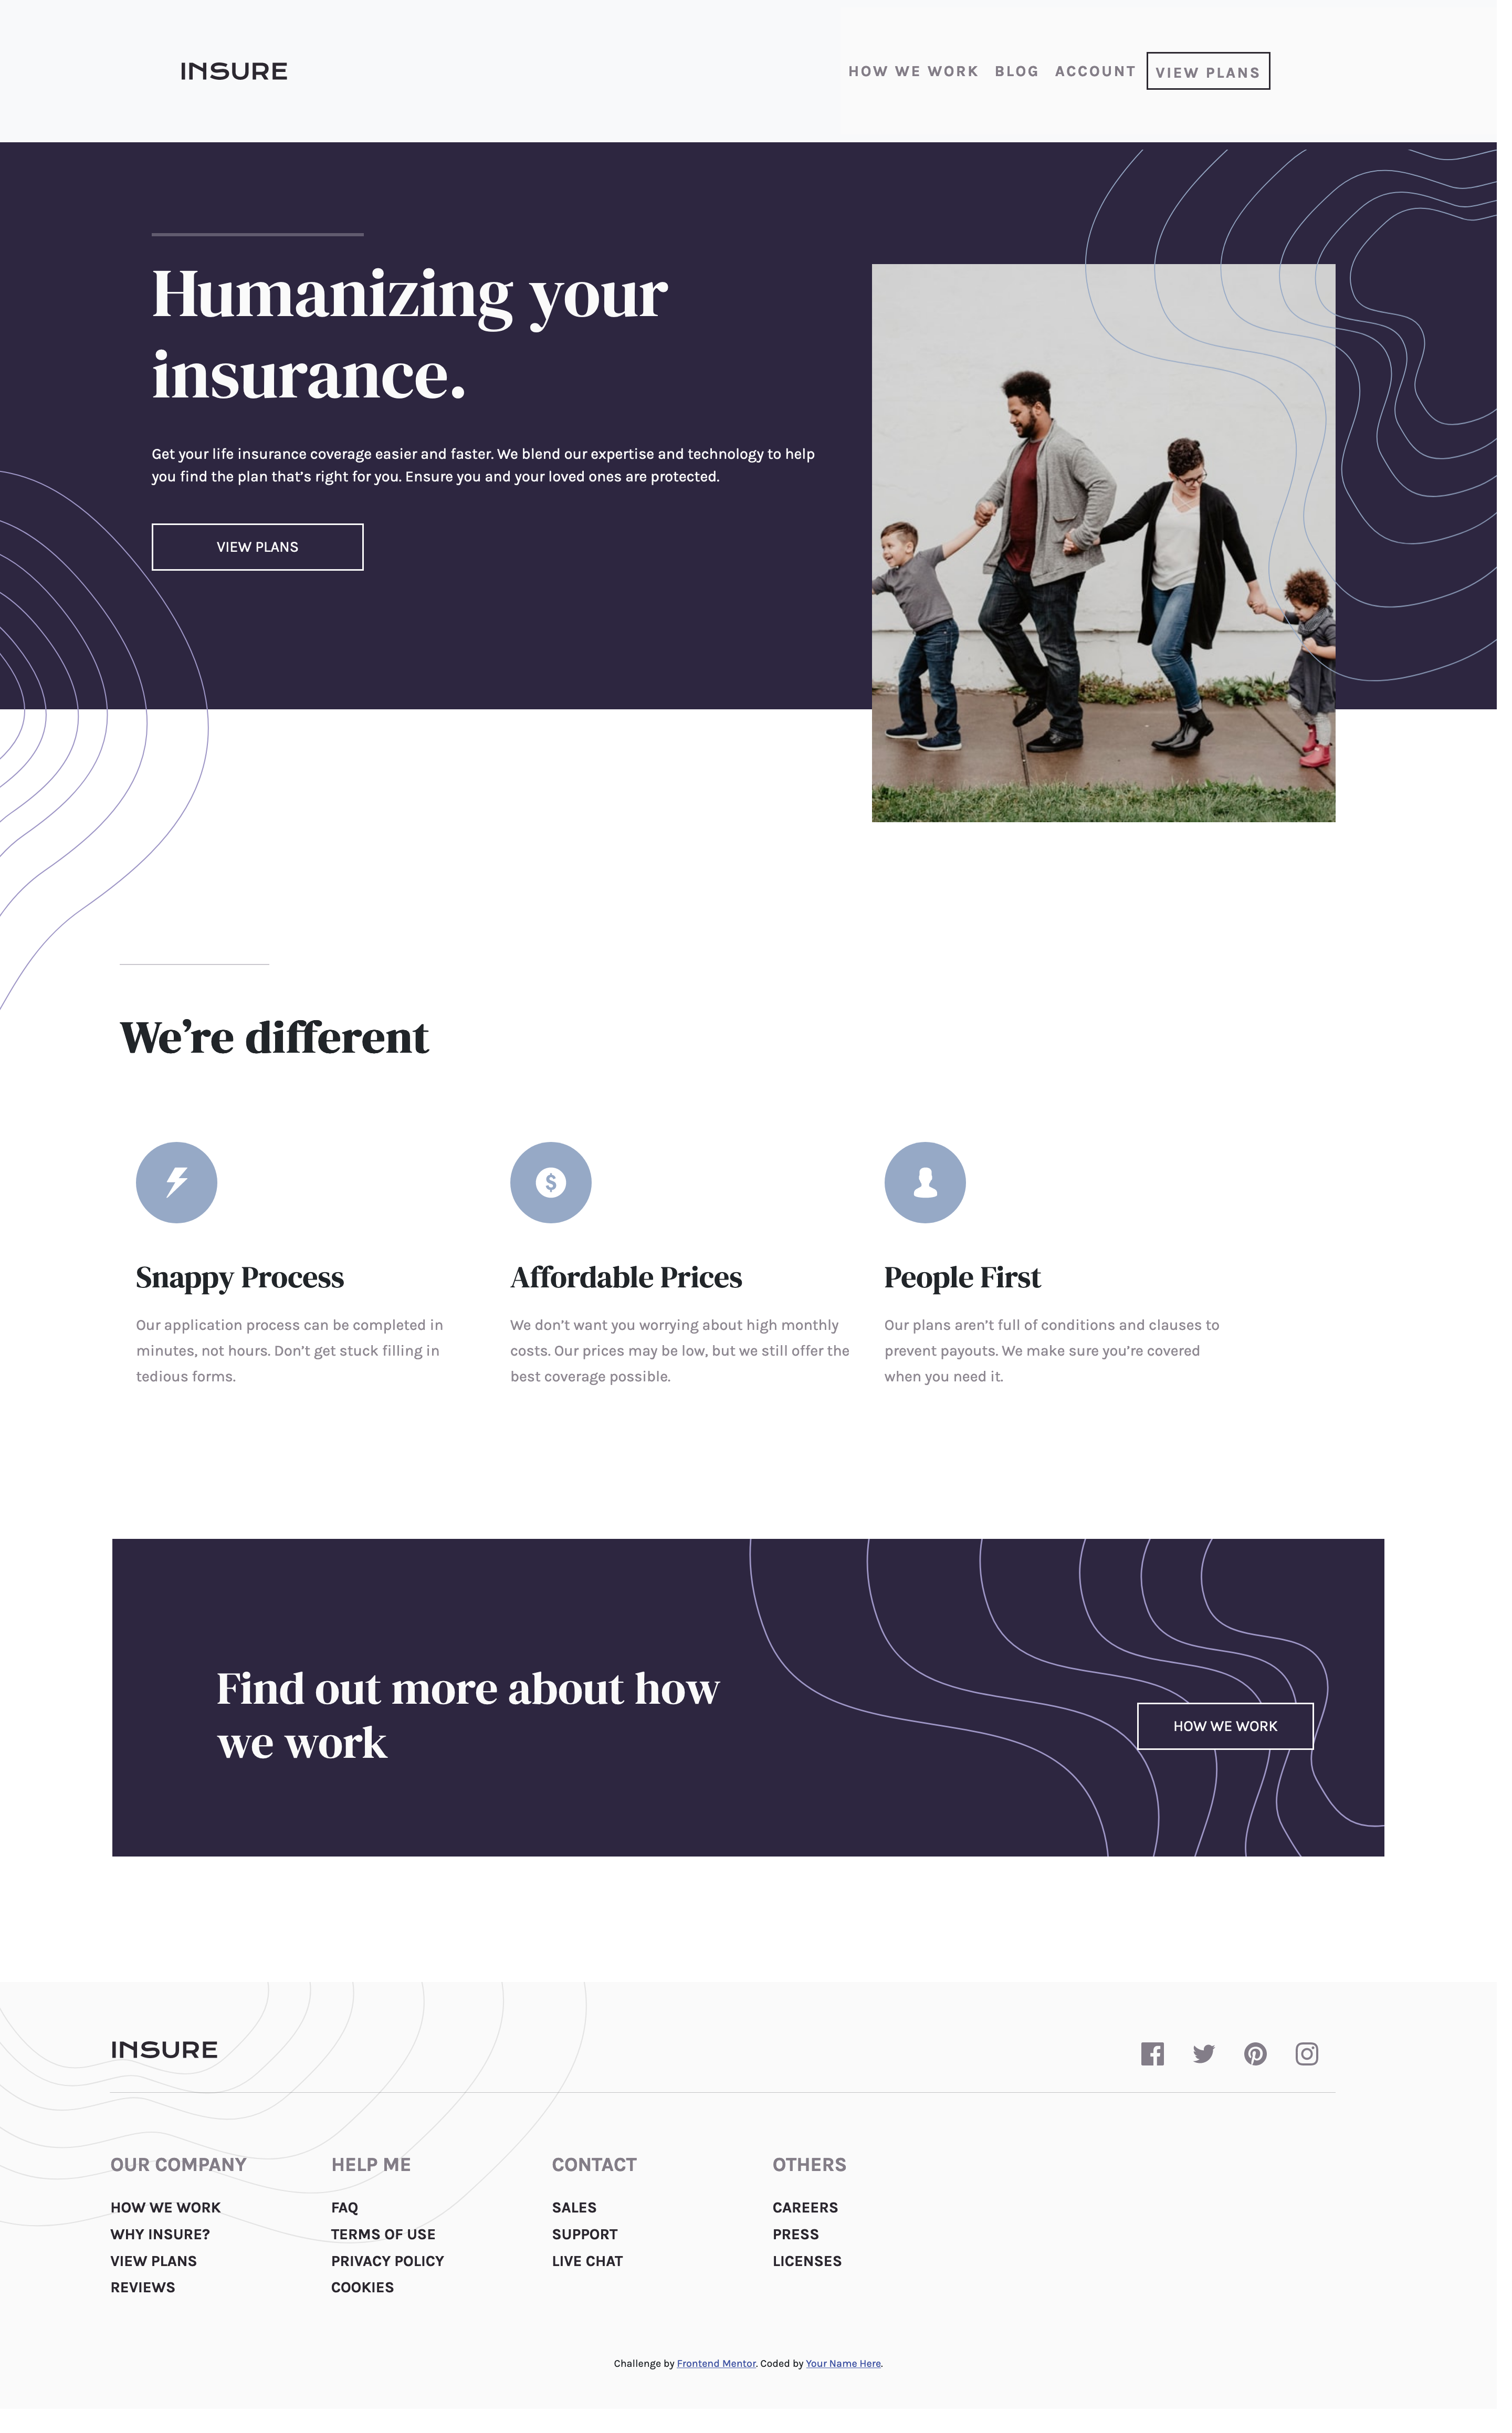 INSURE
HOW WE WORK BLOG ACCOUNT VIEW PLANS
Humanizing your
insurance.
Get your life insurance coverage easier and faster. We blend our expertise and technology to help
you find the plan that’s right for you. Ensure you and your loved ones are protected.
VIEW PLANS
We’re different
Snappy Process
Our application process can be completed in
minutes, not hours. Don’t get stuck filling in
tedious forms.
Affordable Prices
We don’t want you worrying about high monthly
costs. Our prices may be low, but we still offer the
best coverage possible.
People First
Our plans aren’t full of conditions and clauses to
prevent payouts. We make sure you’re covered
when you need it.
Find out more about how
we work
HOW WE WORK
INSURE
OUR COMPANY
HOW WE WORK
WHY INSURE?
VIEW PLANS
REVIEWS
HELP ME
FAQ
TERMS OF USE
PRIVACY POLICY
COOKIES
CONTACT
SALES
SUPPORT
LIVE CHAT
OTHERS
CAREERS
PRESS
LICENSES
Challenge by Frontend Mentor. Coded by Your Name Here.